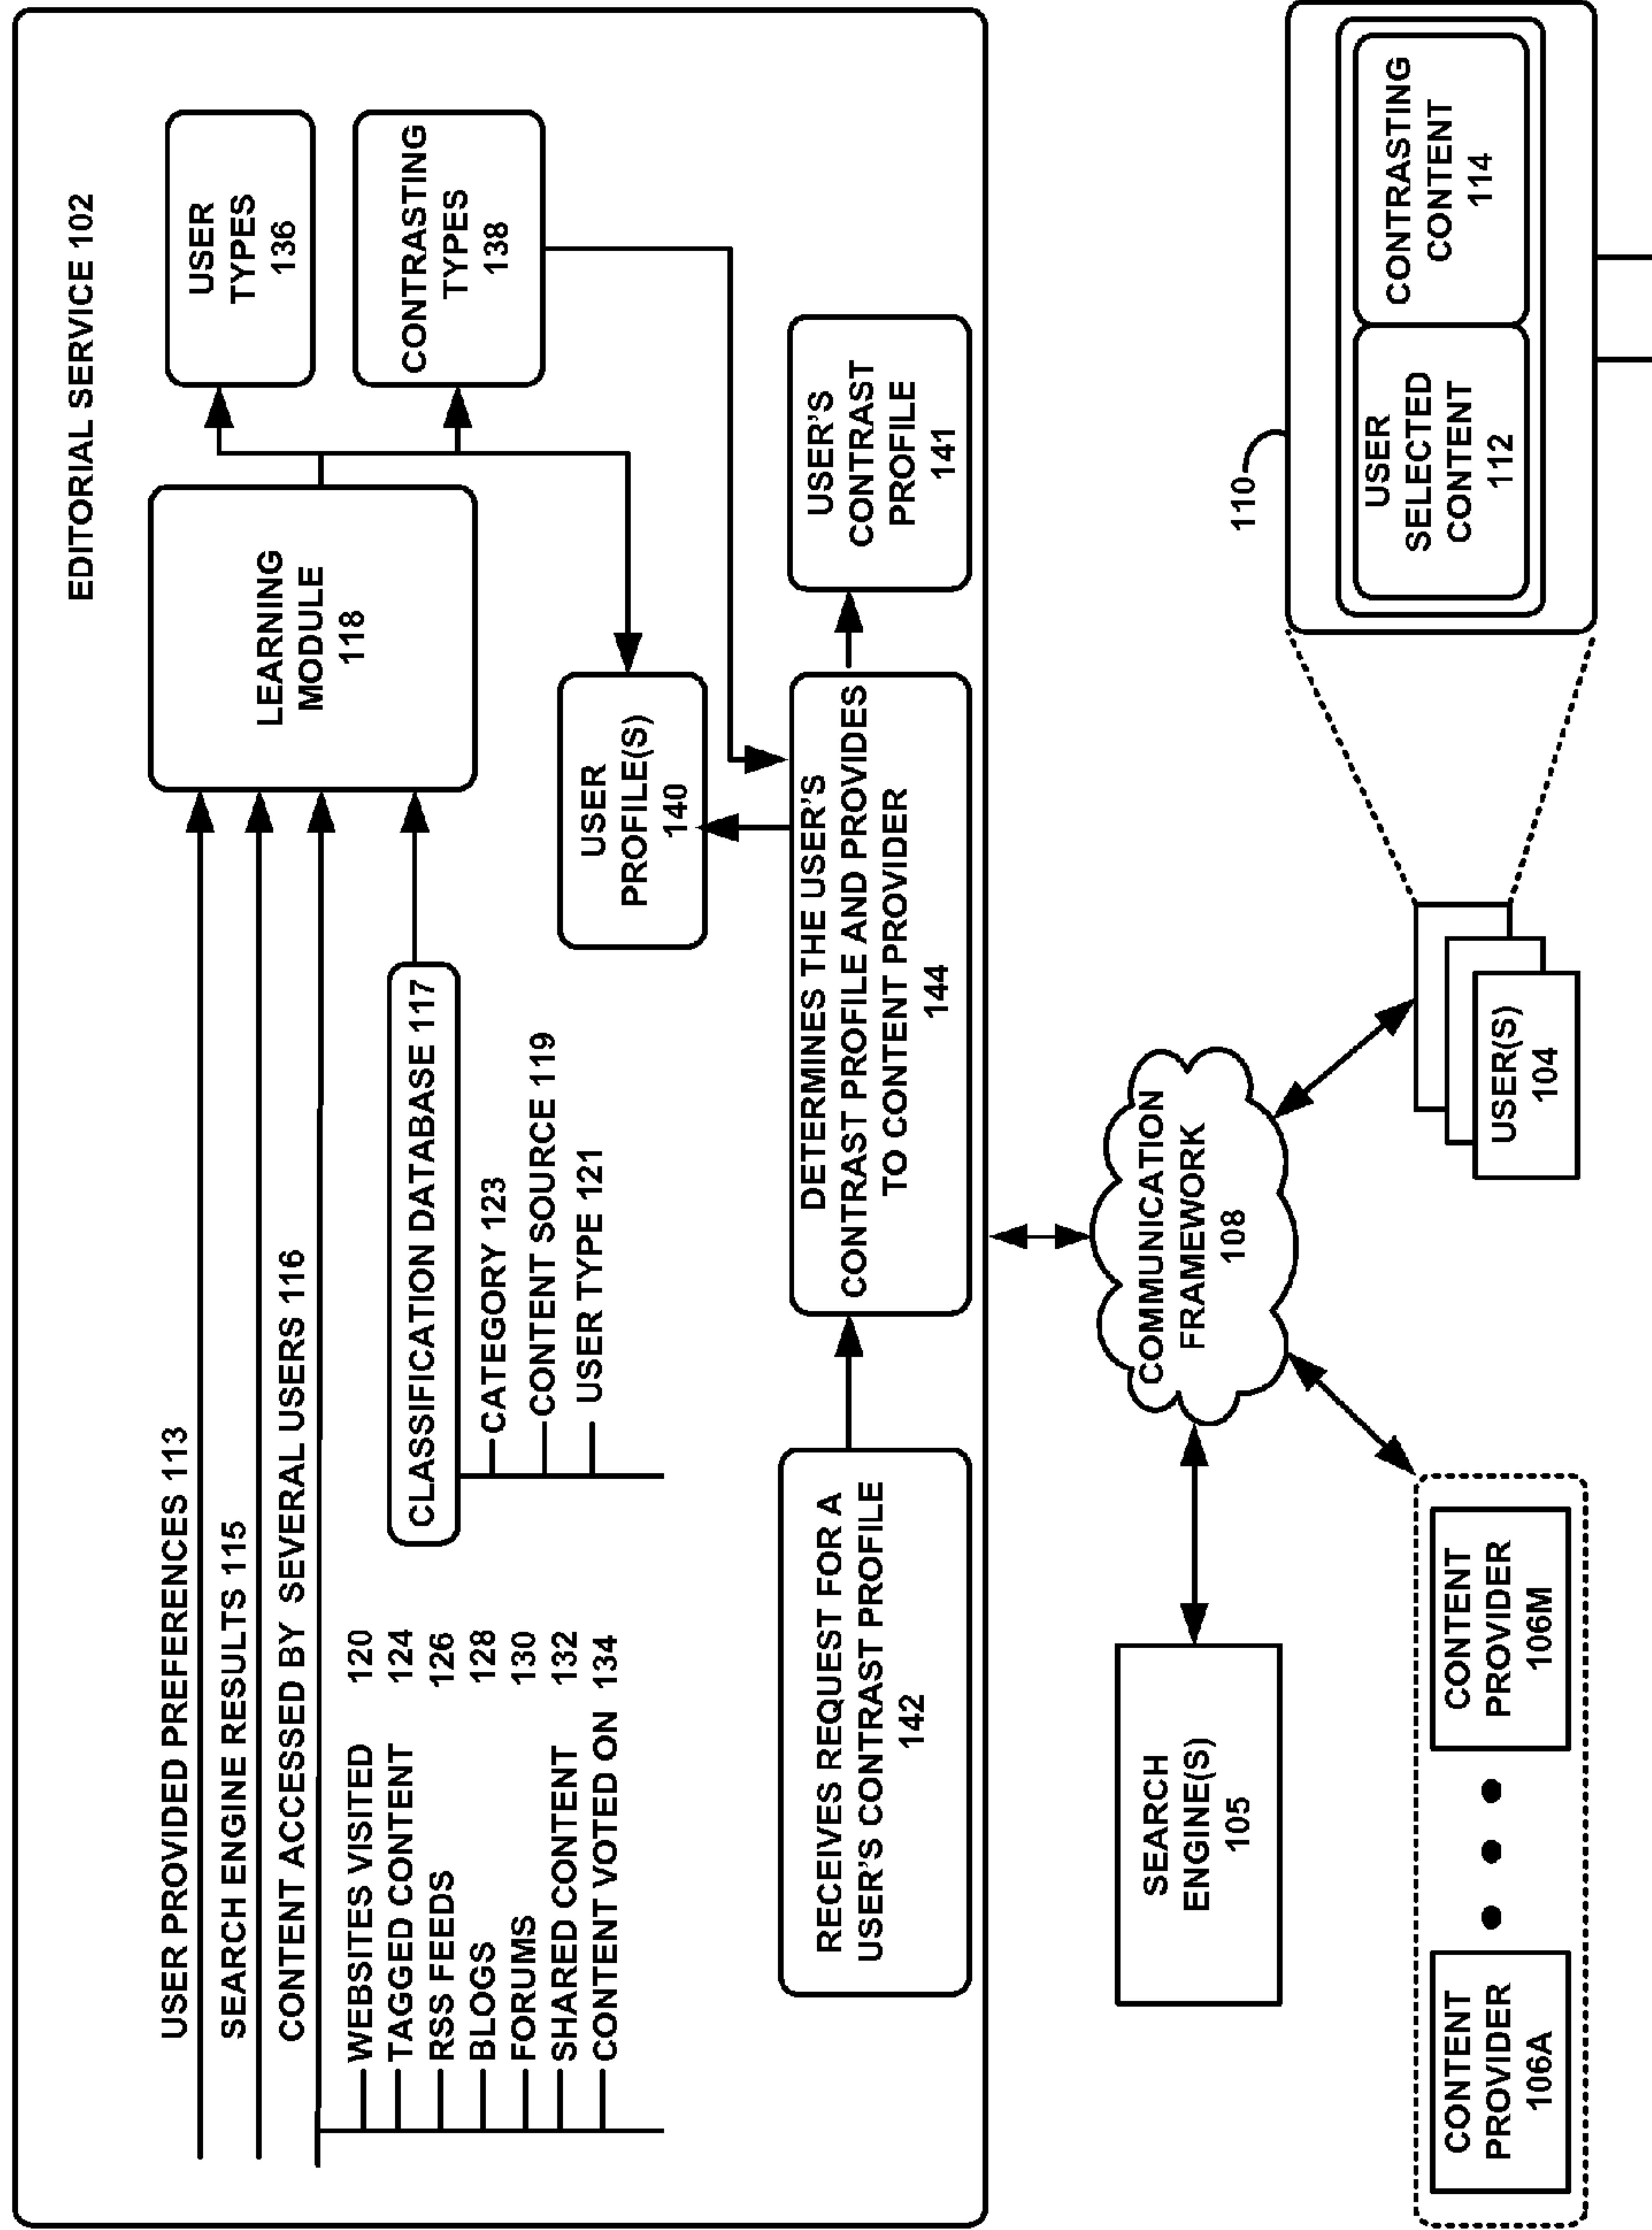 EDITORIAL SERVICE 102
USER PROVIDED PREFERENCES 113
SEARCH ENGINE RESULTS 115
CONTENT ACCESSED BY SEVERAL USERS 116
WEBSITES VISITED 120
TAGGED CONTENT 124
RSS FEEDS 126
BLOGS 128
FORUMS 130
SHARED CONTENT 132
CONTENT VOTED ON 134
CLASSIFICATION DATABASE 117
CATEGORY 123
CONTENT SOURCE 119
USER TYPE 121
LEARNING
MODULE
118
USER
TYPES
136
CONTRASTING
TYPES
138
USER
PROFILE(S)
140
RECEIVES REQUEST FOR A
USER'S CONTRAST PROFILE
142
DETERMINES THE USER'S
CONTRAST PROFILE AND PROVIDES
TO CONTENT PROVIDER
144
USER'S
CONTRAST
PROFILE
141
SEARCH
ENGINE(S)
105
COMMUNICATION
FRAMEWORK
108
110
USER
SELECTED
CONTENT
112
CONTRASTING
CONTENT
114
CONTENT
PROVIDER
106A
CONTENT
PROVIDER
106M
USER(S)
104